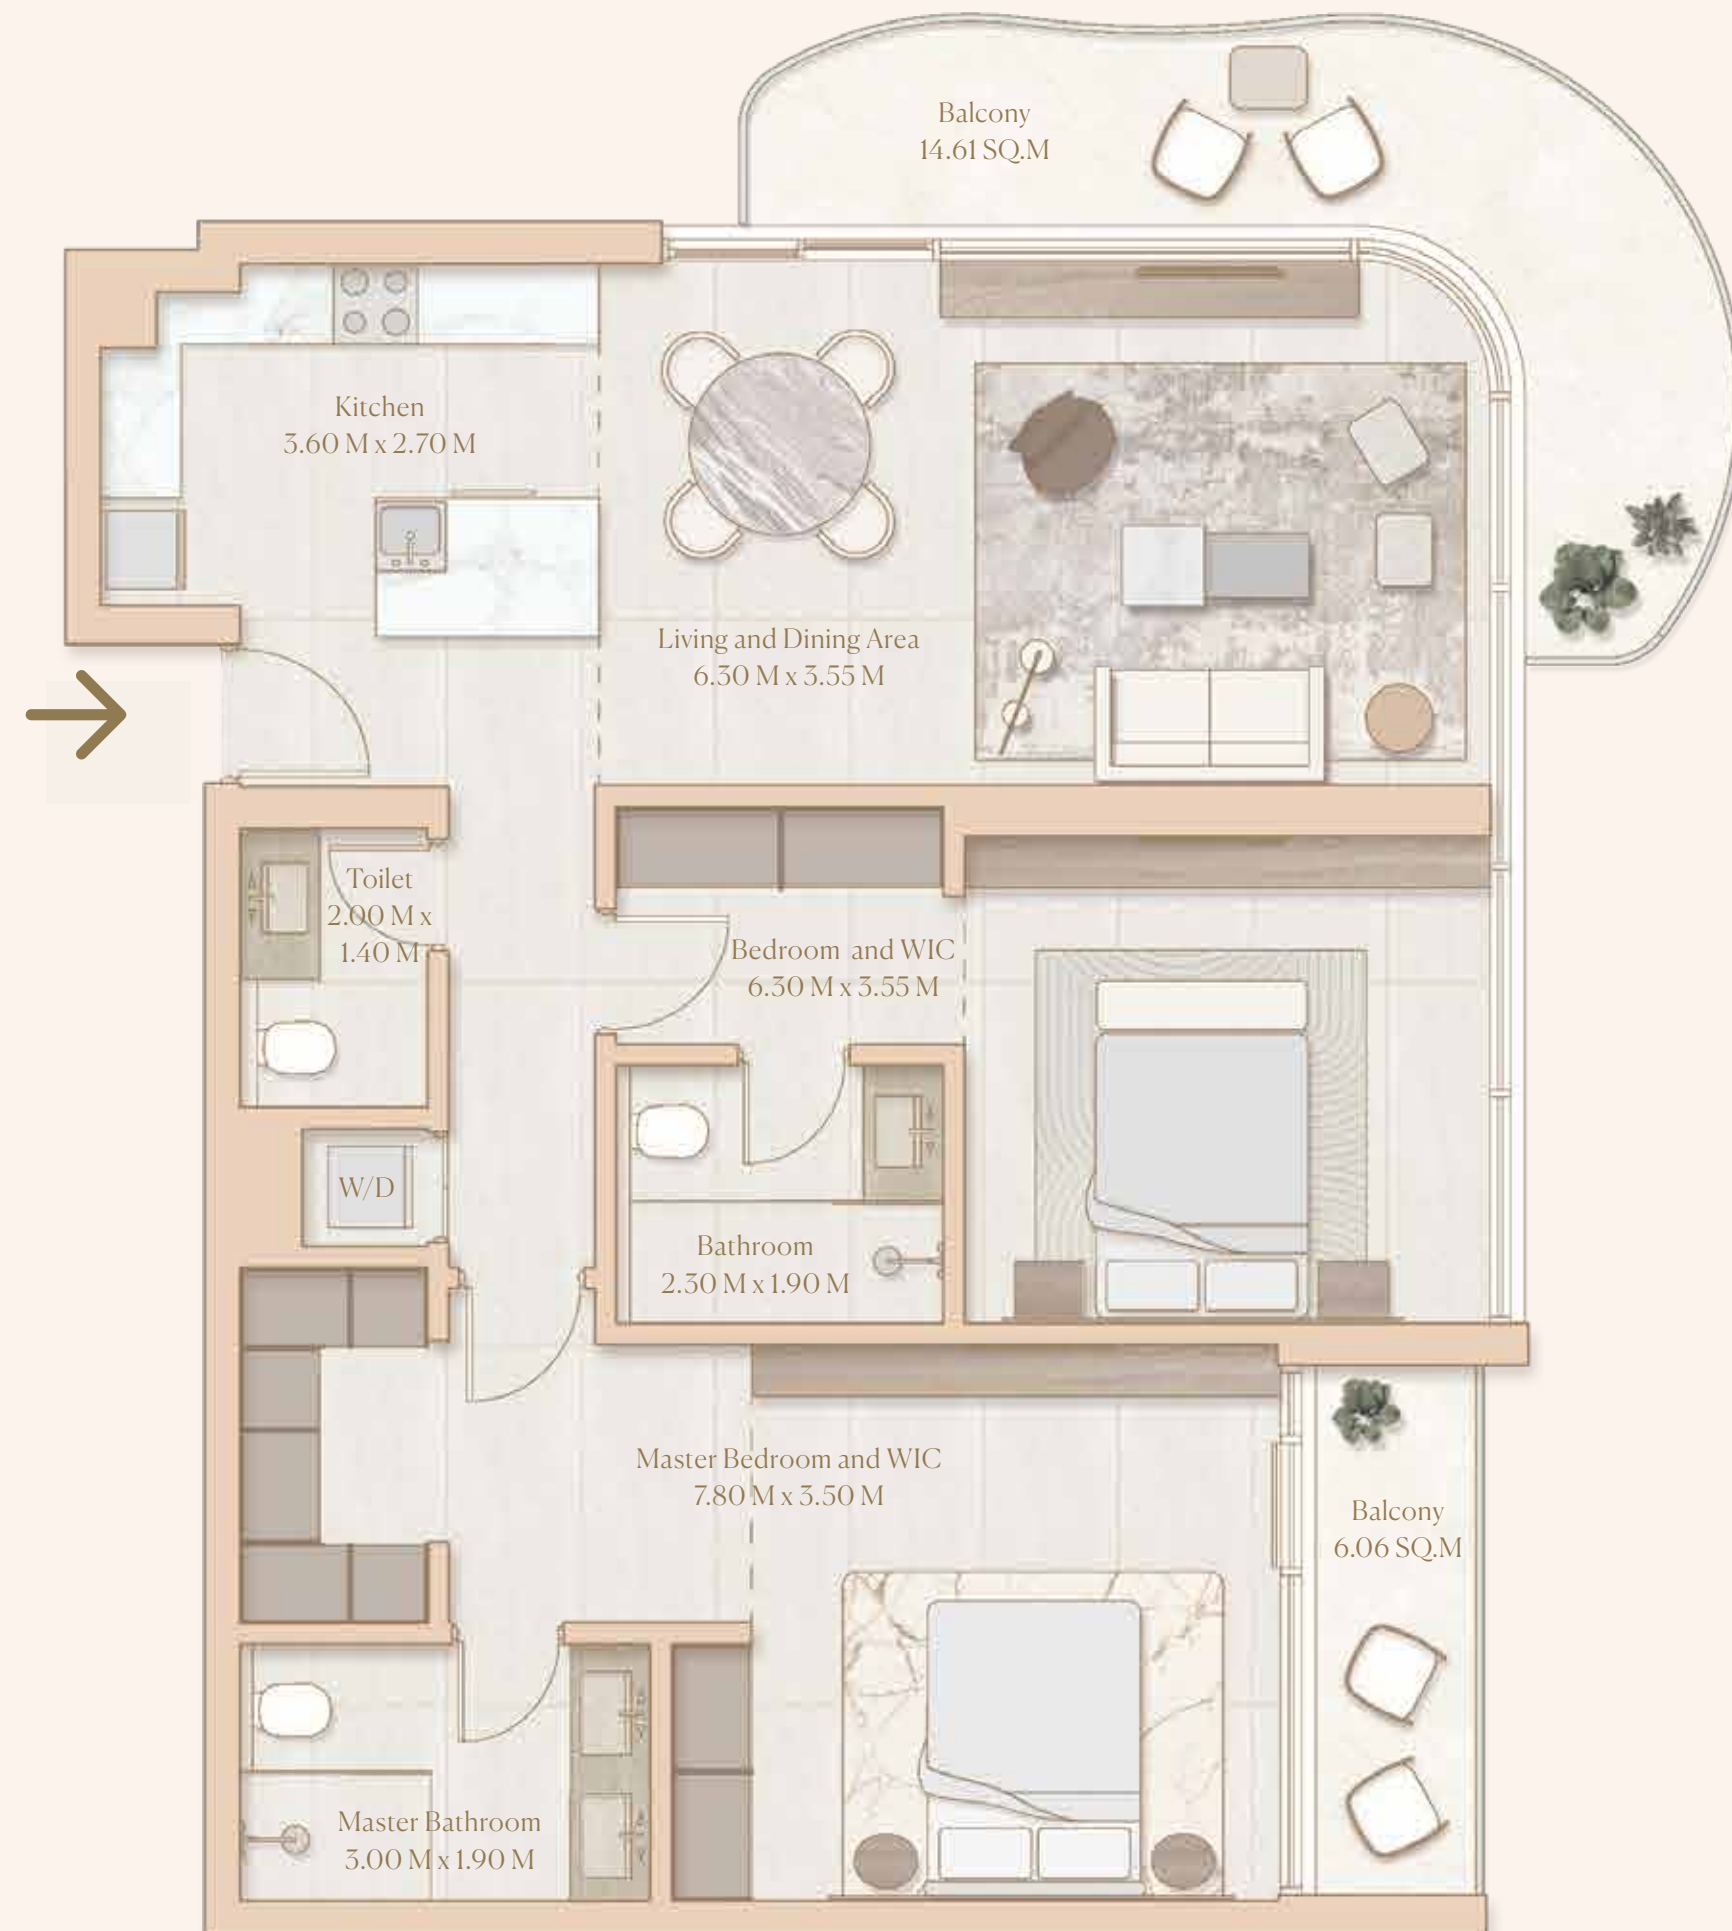 Balcony
14.61 SQ.M
Kitchen
3.60 M x 2.70 M
Living and Dining Area
6.30 M x 3.55 M
Toilet
2.00 M x
1.40 M
Bedroom and WIC
6.30 M x 3.55 M
W/D
Bathroom
2.30 M x 1.90 M
Master Bedroom and WIC
7.80 M x 3.50 M
Balcony
6.06 SQ.M
Master Bathroom
3.00 M x 1.90 M